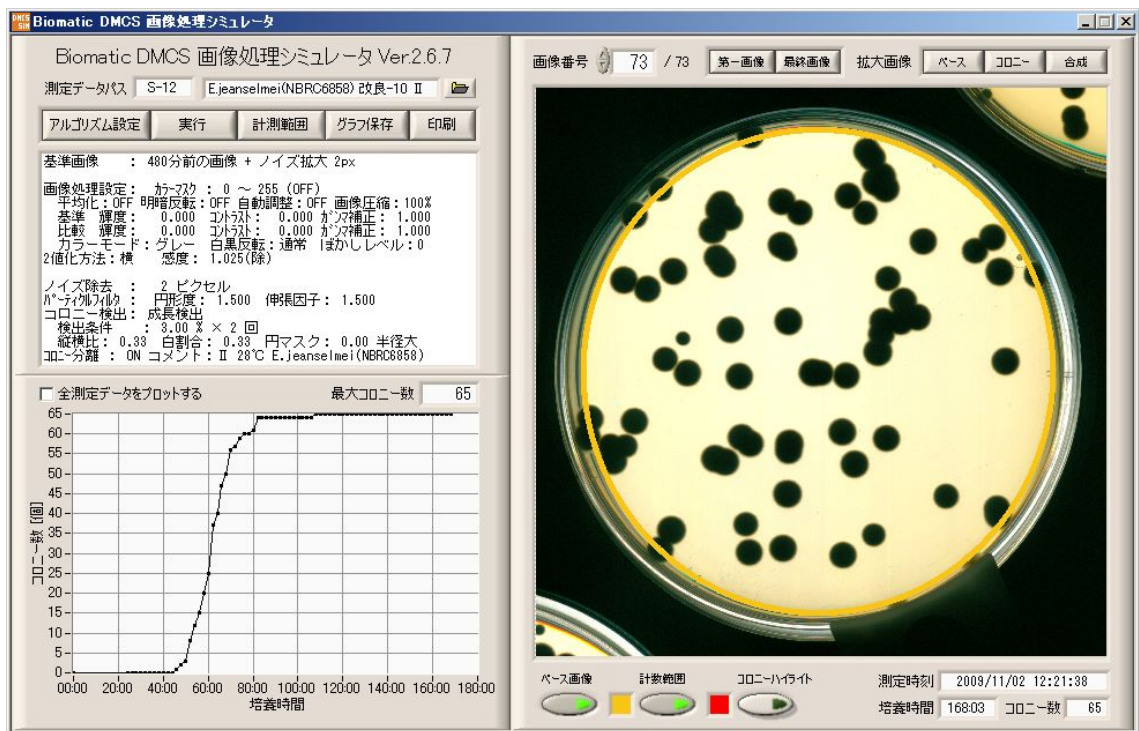 DMCS SIM Biomatic DMCS 画像処理シミュレータ
Biomatic DMCS 画像処理シミュレータ Ver.2.6.7
測定データパス S-12 E.jeanselmei(NBRC6858) 改良-10 Ⅱ
アルゴリズム設定 実行 計測範囲 グラフ保存 印刷
基準画像 : 480分前の画像 + ノイズ拡大 2px
画像処理設定: カラーマスク : 0 ～ 255 (OFF)
平均化:OFF 明暗反転:OFF 自動調整:OFF 画像圧縮:100%
基準 輝度: 0.000 コントラスト: 0.000 ガンマ補正: 1.000
比較 輝度: 0.000 コントラスト: 0.000 ガンマ補正: 1.000
カラーモード:グレー 白黒反転:通常 ぼかしレベル:0
2値化方法:横 感度: 1.025(除)
ノイズ除去 : 2 ピクセル
パーティクルフィルタ : 円形度: 1.500 伸張因子: 1.500
コロニー検出: 成長検出
検出条件 : 3.00 % × 2 回
縦横比: 0.33 白割合: 0.33 円マスク: 0.00 半径大
コロニー分離 : ON コメント:Ⅱ 28℃ E.jeanselmei(NBRC6858)
全測定データをプロットする 最大コロニー数 65
65
60
55
50
45
40
35
30
25
20
15
10
5
0
コロニー数 [個]
00:00 20:00 40:00 60:00 80:00 100:00 120:00 140:00 160:00 180:00
培養時間
画像番号 73 / 73 第一画像 最終画像 拡大画像 ベース コロニー 合成
ベース画像 計数範囲 コロニーハイライト
測定時刻 2009/11/02 12:21:38
培養時間 168:03 コロニー数 65